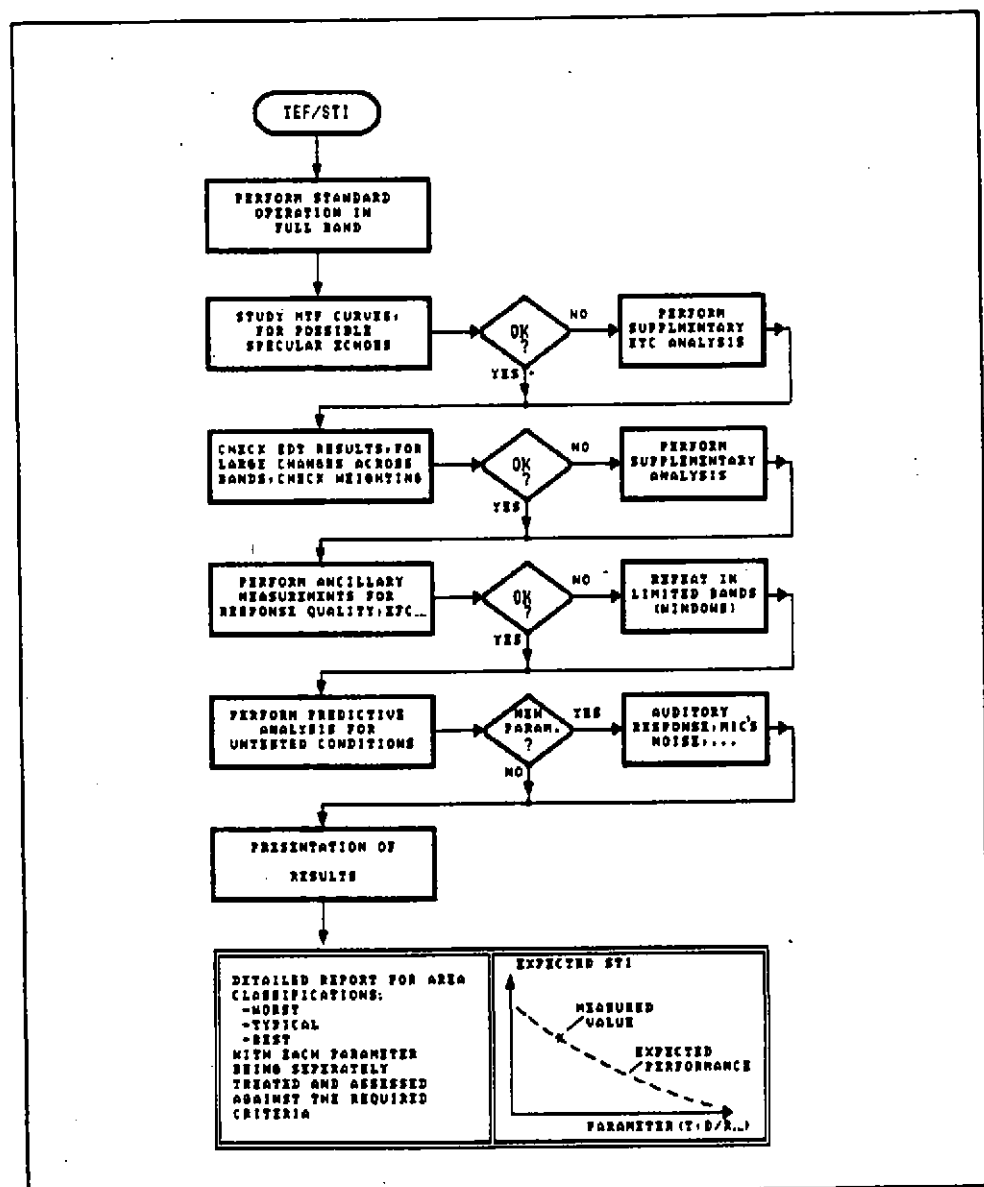 TEF/STI
PERFORM STANDARD
OPERATION IN
FULL BAND
STUDY MTF CURVES,
FOR POSSIBLE
SPECULAR ECHOES
OK
?
NO
YES
PERFORM
SUPPLMENTARY
ETC ANALYSIS
CHECK EDT RESULTS, FOR
LARGE CHANGES ACROSS
BANDS, CHECK WEIGHTING
OK
?
NO
YES
PERFORM
SUPPLEMENTARY
ANALYSIS
PERFORM ANCILLARY
MEASUREMENTS FOR
RESPONSE QUALITY, ETC...
OK
?
NO
YES
REPEAT IN
LIMITED BANDS
(WINDOWS)
PERFORM PREDICTIVE
ANALYSIS FOR
UNTESTED CONDITIONS
NEW
PARAM.
?
YES
NO
AUDITORY
RESPONSE, MIC'S
NOISE, ...
PRESENTATION OF
RESULTS
DETAILED REPORT FOR AREA
CLASSIFICATIONS:
-WORST
-TYPICAL
-BEST
WITH EACH PARAMETER
BEING SEPERATELY
TREATED AND ASSESSED
AGAINST THE REQUIRED
CRITERIA
EXPECTED STI
MEASURED
VALUE
EXPECTED
PERFORMANCE
PARAMETER (T, D/R...)